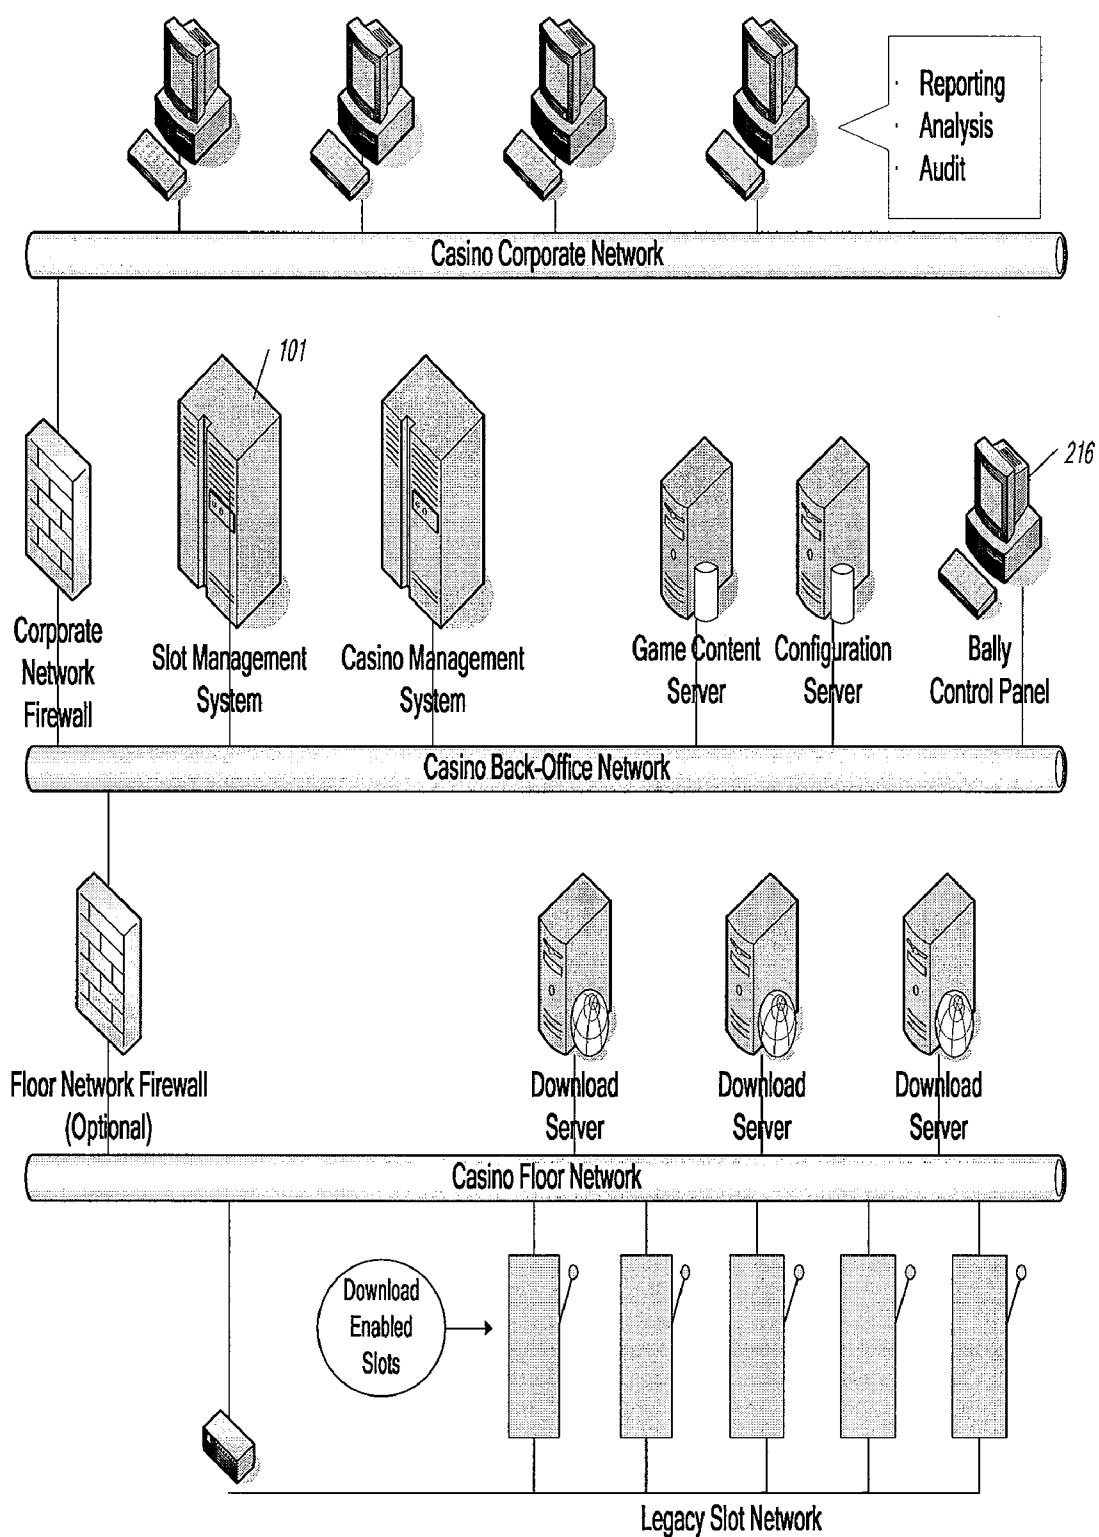 · Reporting
· Analysis
· Audit
Casino Corporate Network
101
216
Corporate
Network
Firewall
Slot Management
System
Casino Management
System
Game Content
Server
Configuration
Server
Bally
Control Panel
Casino Back-Office Network
Floor Network Firewall
(Optional)
Download
Server
Download
Server
Download
Server
Casino Floor Network
Download
Enabled
Slots
Legacy Slot Network